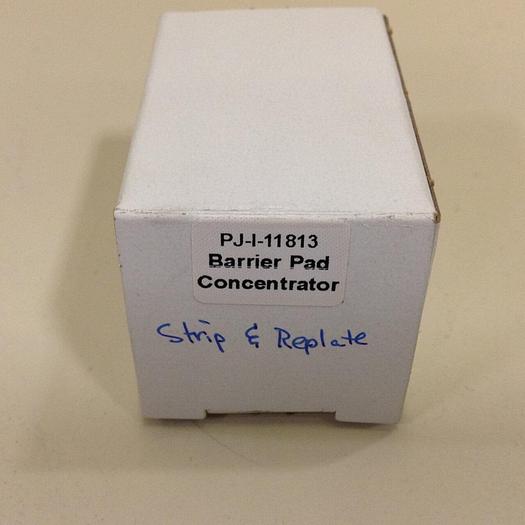 PJ-I-11813
Barrier Pad
Concentrator
Strip & Replate